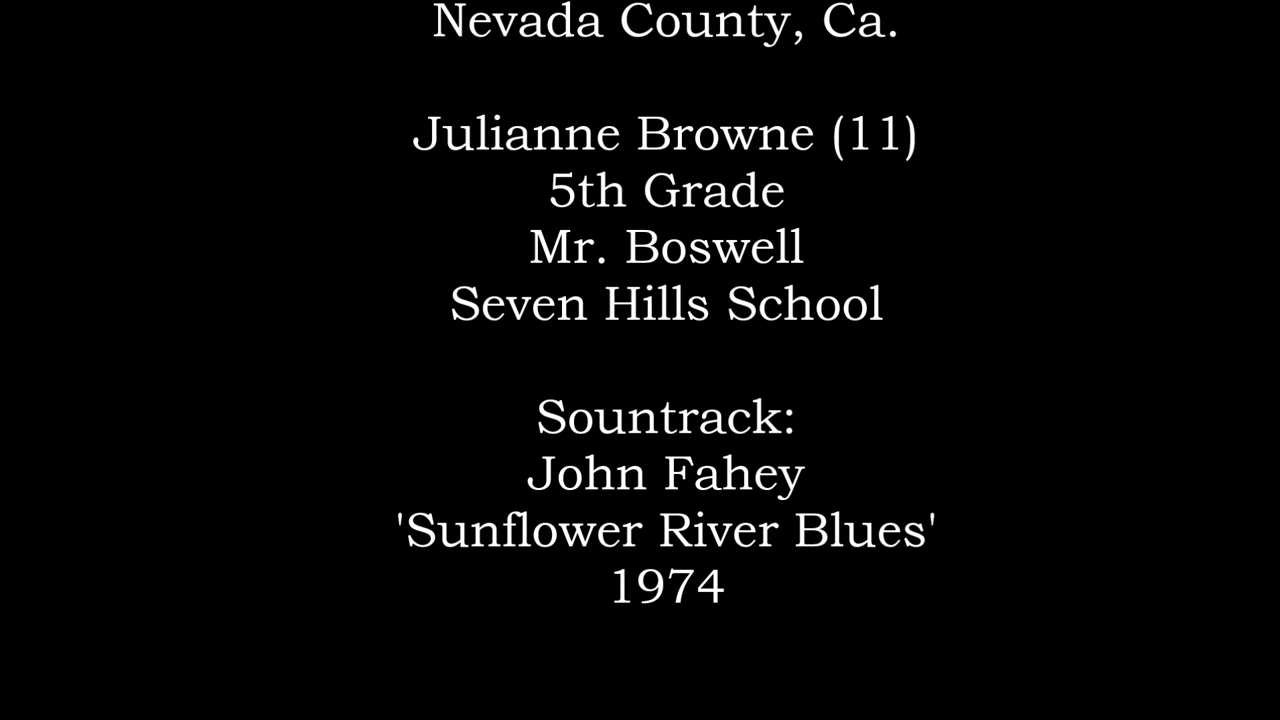 Nevada County, Ca.
Julianne Browne (11)
5th Grade
Mr. Boswell
Seven Hills School
Sountrack:
John Fahey
'Sunflower River Blues'
1974